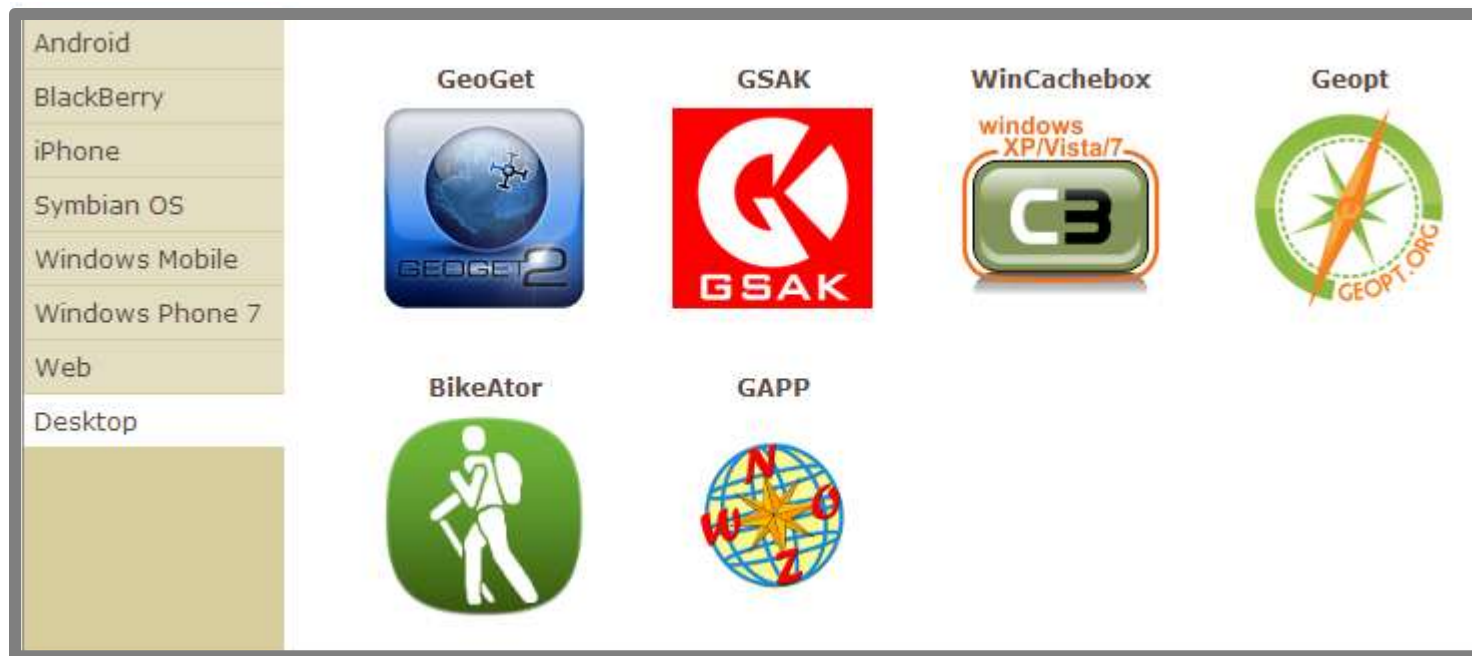 Android
BlackBerry
iPhone
Symbian OS
Windows Mobile
Windows Phone 7
Web
Desktop
GeoGet
GSAK
WinCachebox
Geopt
GEOGET2
GSAK
windows
XP/Vista/7
C3
GEOPT.ORG
BikeAtor
GAPP
N
W
O
Z